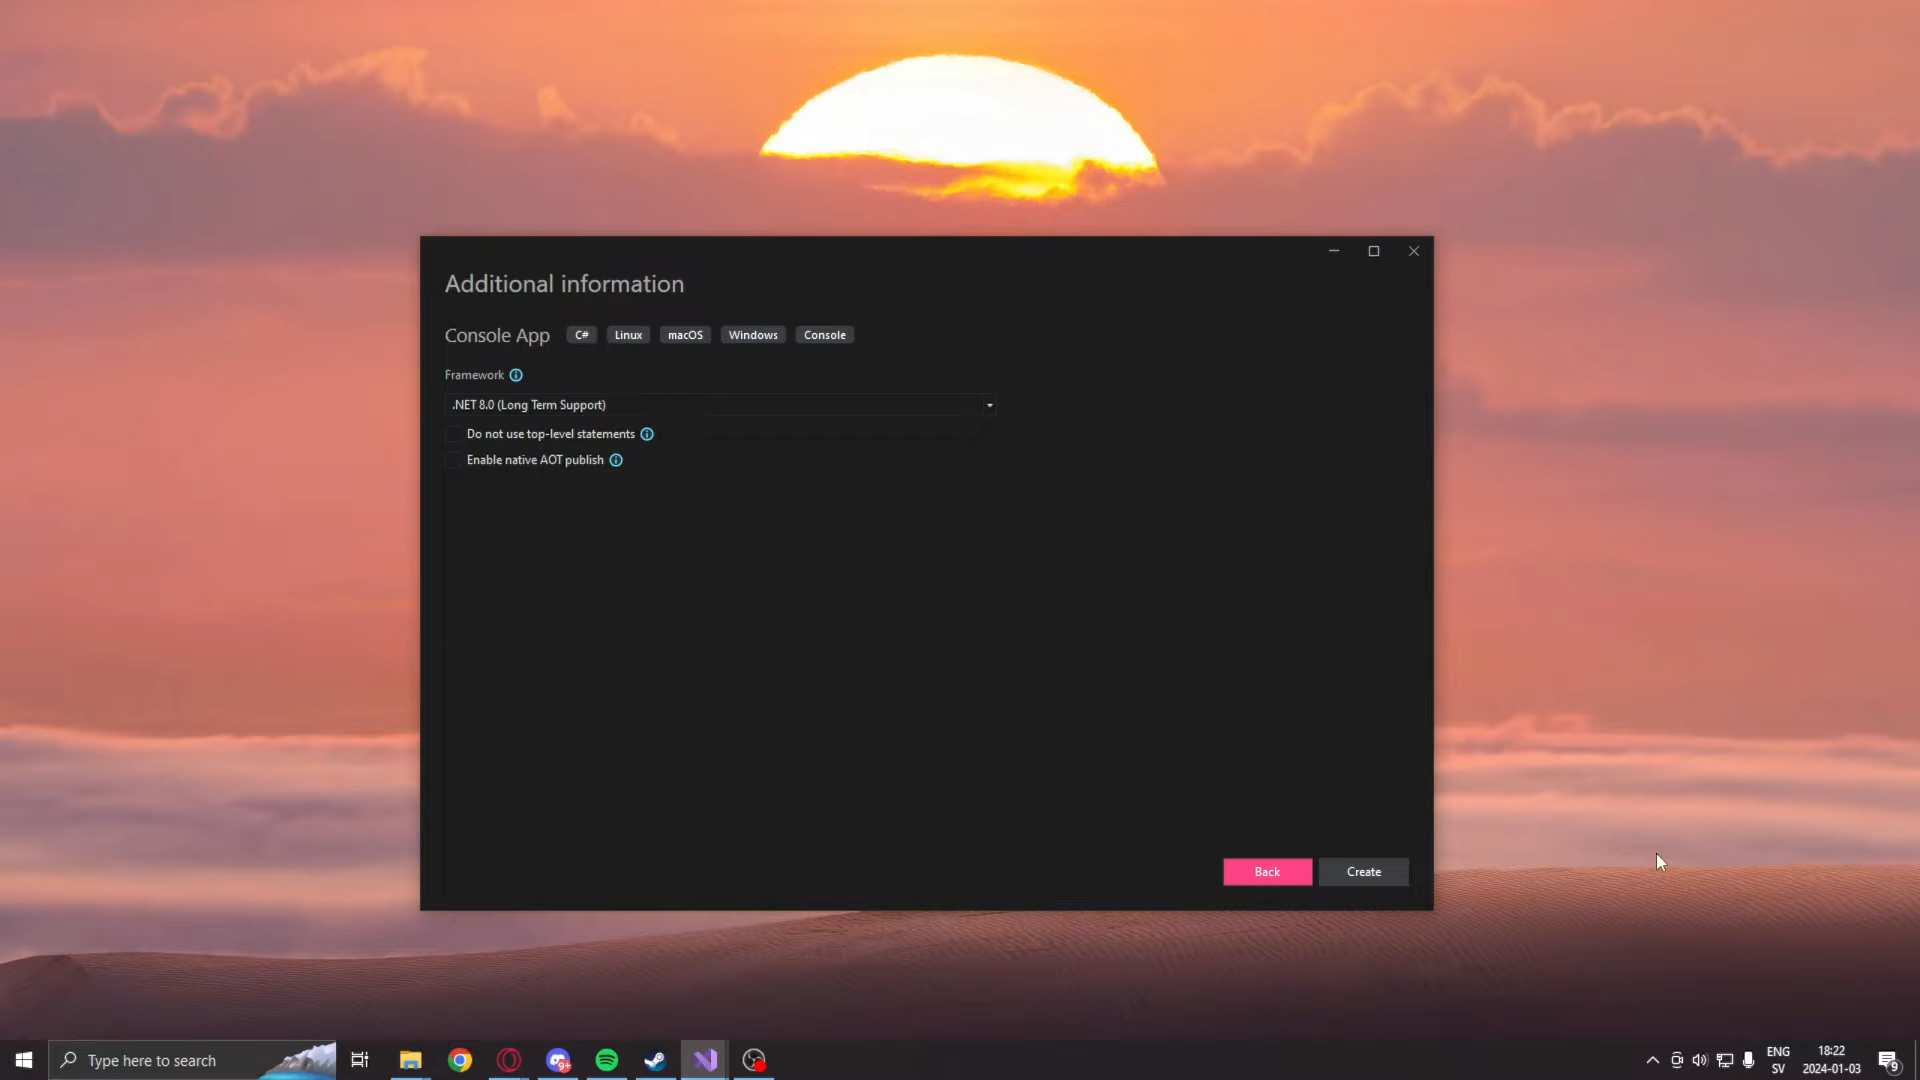 Additional information
Console App C# Linux macOS Windows Console
Framework
.NET 8.0 (Long Term Support)
Do not use top-level statements
Enable native AOT publish
Back Create
Type here to search
9+
ENG
SV
18:22
2024-01-03
9